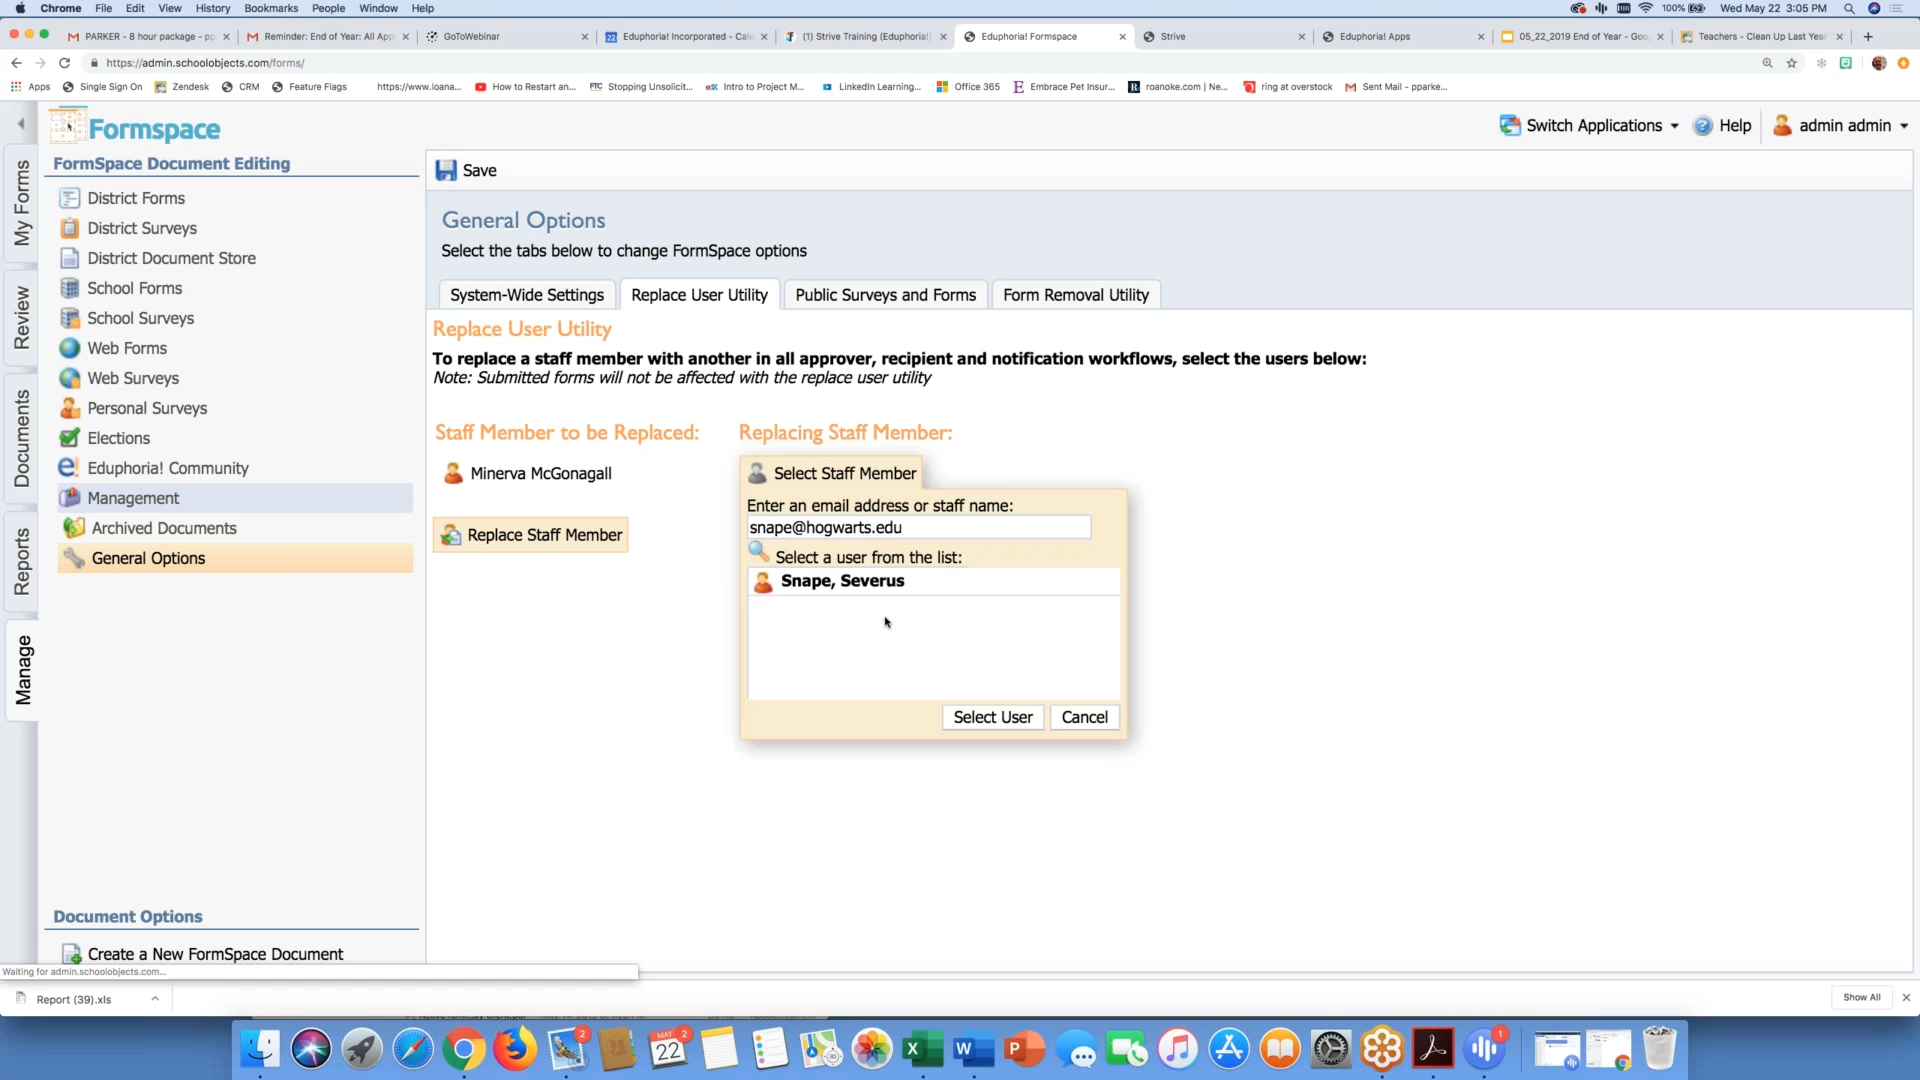 Chrome File Edit View History Bookmarks People Window Help
100% Wed May 22 3:05 PM
PARKER - 8 hour package - pp
Reminder: End of Year: All App
GoToWebinar
Eduphoria! Incorporated - Cale
(1) Strive Training (Eduphoria!
Eduphoria! Formspace
Strive
Eduphoria! Apps
05_22_2019 End of Year - Goo
Teachers - Clean Up Last Year
https://admin.schoolobjects.com/forms/
Apps
Single Sign On
Zendesk
CRM
Feature Flags
https://www.loana...
How to Restart an...
Stopping Unsolicit...
Intro to Project M...
LinkedIn Learning...
Office 365
Embrace Pet Insur...
roanoke.com | Ne...
ring at overstock
Sent Mail - pparke...
Formspace
Switch Applications
Help
admin admin
My Forms
Review
Documents
Reports
Manage
FormSpace Document Editing
District Forms
District Surveys
District Document Store
School Forms
School Surveys
Web Forms
Web Surveys
Personal Surveys
Elections
Eduphoria! Community
Management
Archived Documents
General Options
Document Options
Create a New FormSpace Document
Save
General Options
Select the tabs below to change FormSpace options
System-Wide Settings
Replace User Utility
Public Surveys and Forms
Form Removal Utility
Replace User Utility
To replace a staff member with another in all approver, recipient and notification workflows, select the users below:
Note: Submitted forms will not be affected with the replace user utility
Staff Member to be Replaced:
Replacing Staff Member:
Minerva McGonagall
Select Staff Member
Replace Staff Member
Enter an email address or staff name:
snape@hogwarts.edu
Select a user from the list:
Snape, Severus
Select User
Cancel
Waiting for admin.schoolobjects.com...
Report (39).xls
Show All
2
MAY
22
2
3D
X
W
P
1